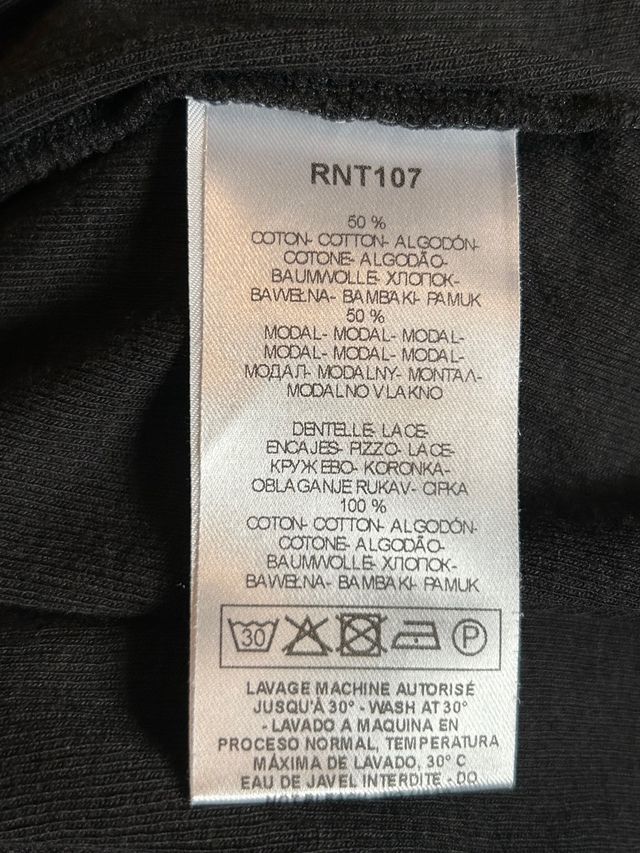 RNT107
50 %
COTON- COTTON- ALGODÓN-
COTONE- ALGODÃO-
BAUMWOLLE- ХЛОПОК-
BAWEŁNA- BAMBAKI- PAMUK
50 %
MODAL- MODAL- MODAL-
MODAL- MODAL- MODAL-
МОДАЛ- MODALNY- ΜΟΝΤΑΛ-
MODALNO VLAKNO
DENTELLE- LACE-
ENCAJES- PIZZO- LACE-
КРУЖЕВО- KORONKA-
OBLAGANJE RUKAV- CIPKA
100 %
COTON- COTTON- ALGODÓN-
COTONE- ALGODÃO-
BAUMWOLLE- ХЛОПОК-
BAWEŁNA- BAMBAKI- PAMUK
30 P
LAVAGE MACHINE AUTORISÉ
JUSQU'À 30° - WASH AT 30°
- LAVADO A MAQUINA EN
PROCESO NORMAL, TEMPERATURA
MÁXIMA DE LAVADO, 30° C
EAU DE JAVEL INTERDITE - DO
NOT